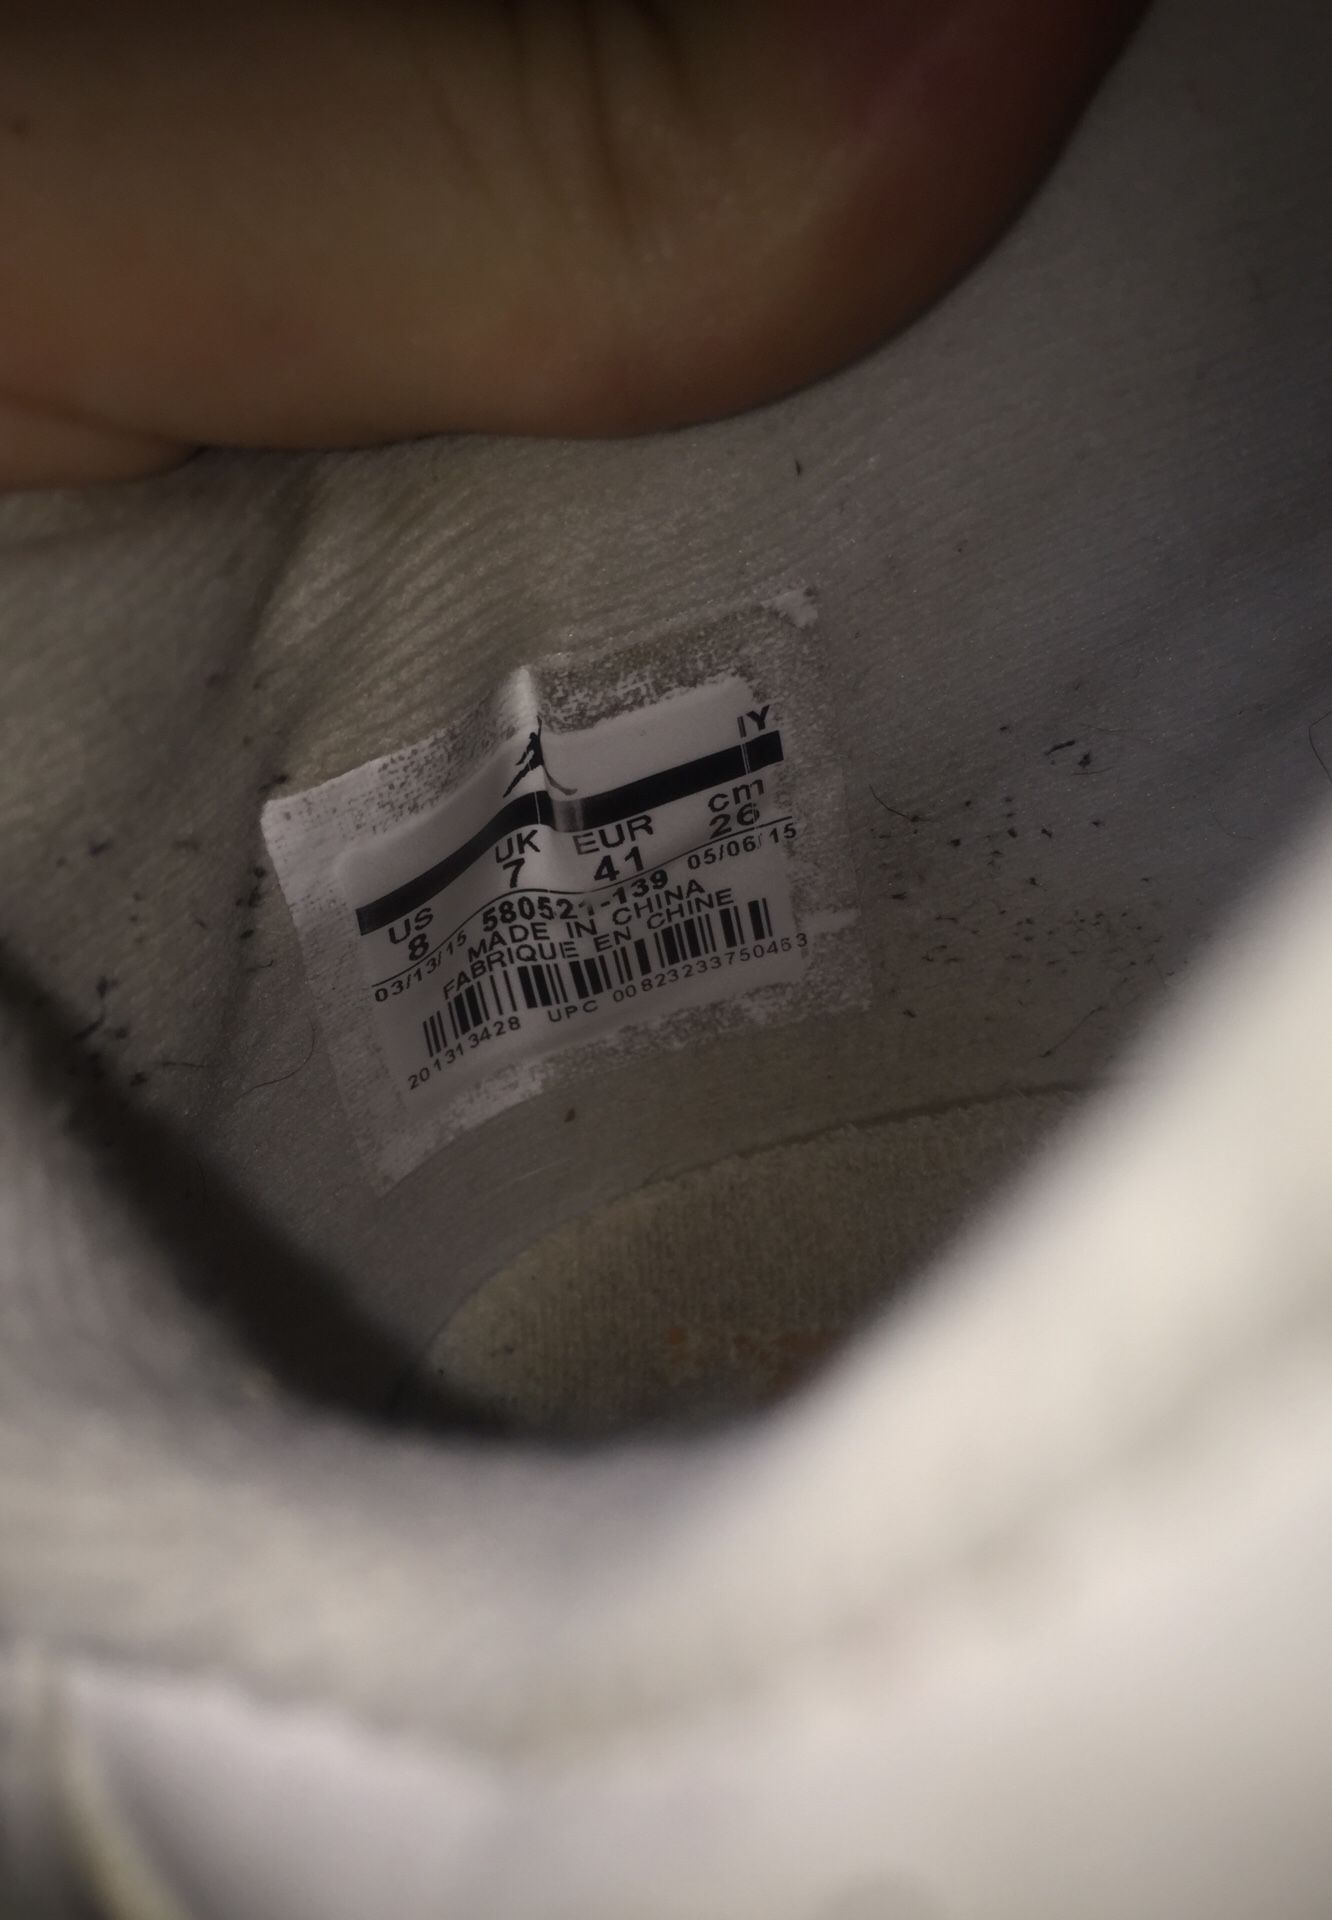 IY
US UK EUR cm
8 7 41 26
03/13/15 580521-139 05/06/15
MADE IN CHINA
FABRIQUE EN CHINE
201313428 UPC 00823233750463